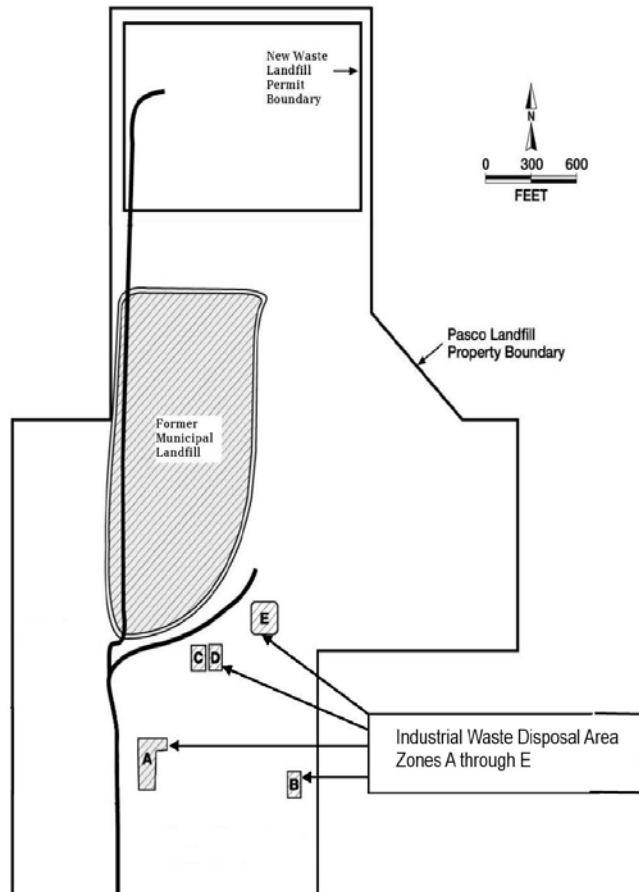 New Waste
Landfill
Permit
Boundary
N
0 300 600
FEET
Pasco Landfill
Property Boundary
Former
Municipal
Landfill
E
C D
A
B
Industrial Waste Disposal Area
Zones A through E